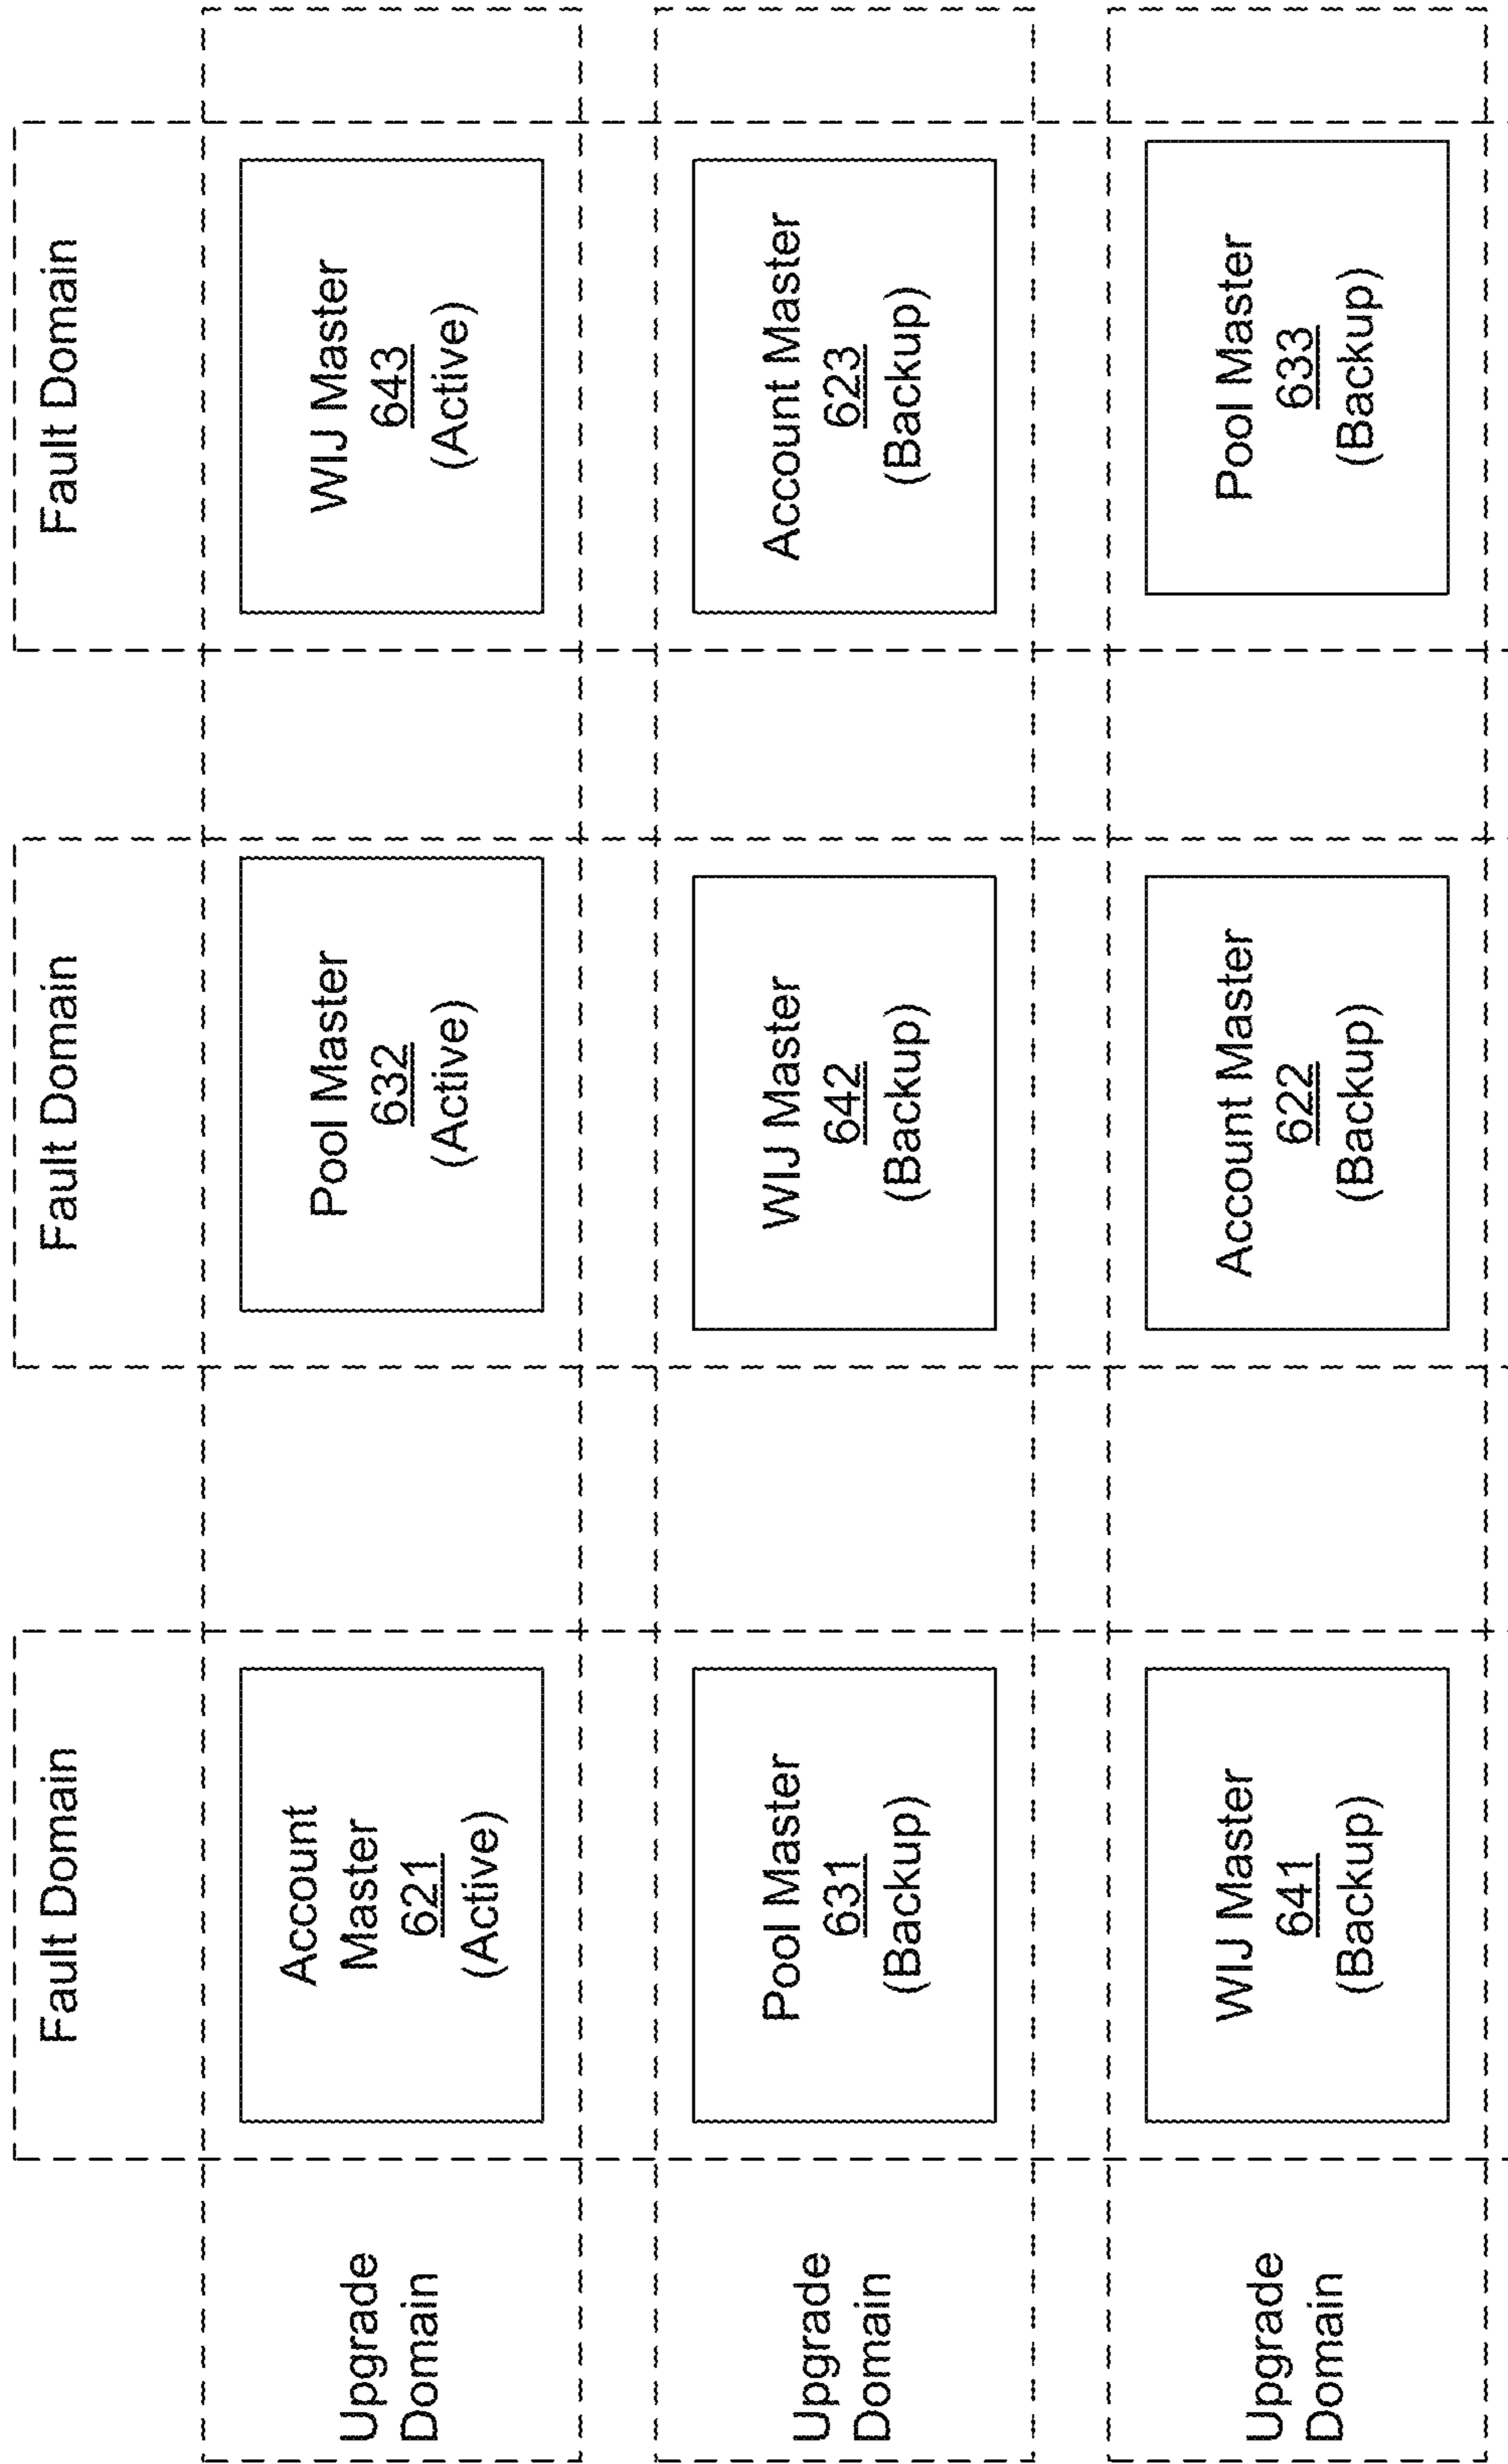 Fault Domain
Fault Domain
Fault Domain
Upgrade
Domain
Account
Master
621
(Active)
Pool Master
632
(Active)
WIJ Master
643
(Active)
Upgrade
Domain
Pool Master
631
(Backup)
WIJ Master
642
(Backup)
Account Master
623
(Backup)
Upgrade
Domain
WIJ Master
641
(Backup)
Account Master
622
(Backup)
Pool Master
633
(Backup)